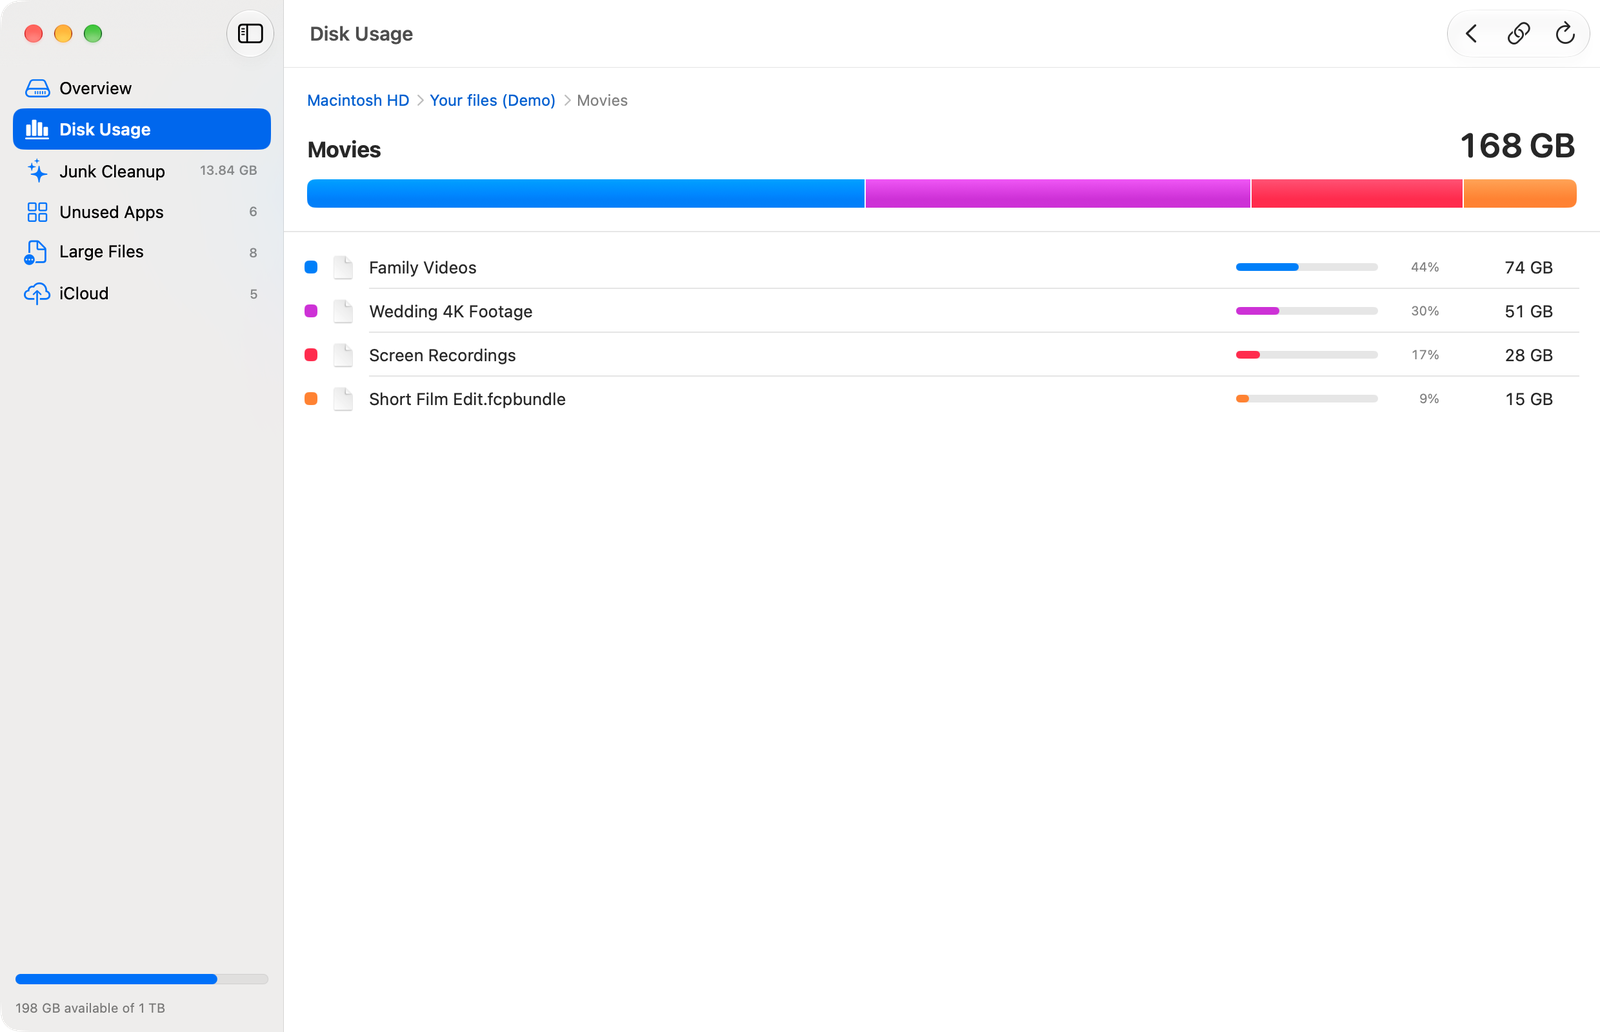 Disk Usage
Overview
Disk Usage
Junk Cleanup 13.84 GB
Unused Apps 6
Large Files 8
iCloud 5
198 GB available of 1 TB
Macintosh HD > Your files (Demo) > Movies
Movies 168 GB
Family Videos 44% 74 GB
Wedding 4K Footage 30% 51 GB
Screen Recordings 17% 28 GB
Short Film Edit.fcpbundle 9% 15 GB